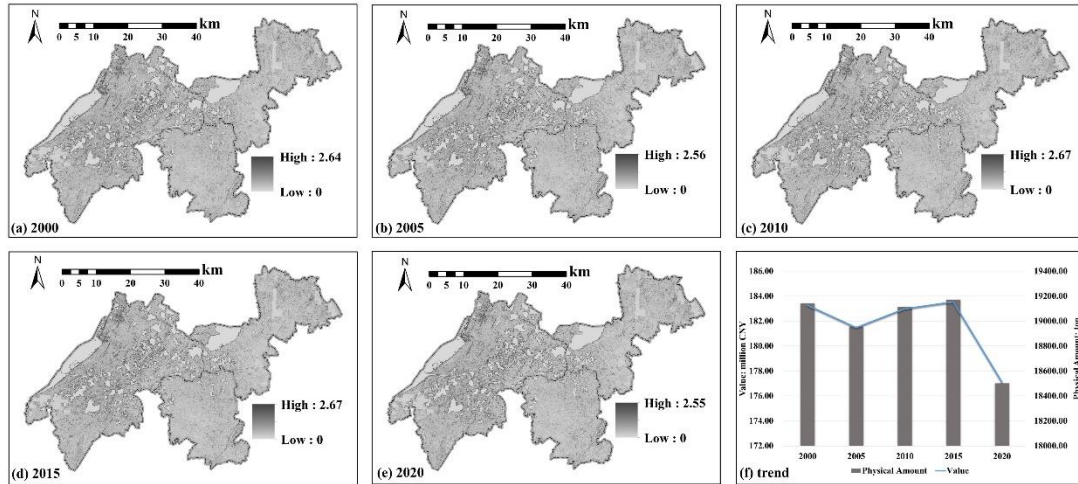 N
km
0 5 10 20 30 40
High : 2.64
Low : 0
(a) 2000
N
km
0 5 10 20 30 40
High : 2.56
Low : 0
(b) 2005
N
km
0 5 10 20 30 40
High : 2.67
Low : 0
(c) 2010
N
km
0 5 10 20 30 40
High : 2.67
Low : 0
(d) 2015
N
km
0 5 10 20 30 40
High : 2.55
Low : 0
(e) 2020
186.00
184.00
182.00
180.00
178.00
176.00
174.00
172.00
Value: million CNY
19400.00
19200.00
19000.00
18800.00
18600.00
18400.00
18200.00
18000.00
Physical Amount: ton
2000 2005 2010 2015 2020
Physical Amount Value
(f) trend